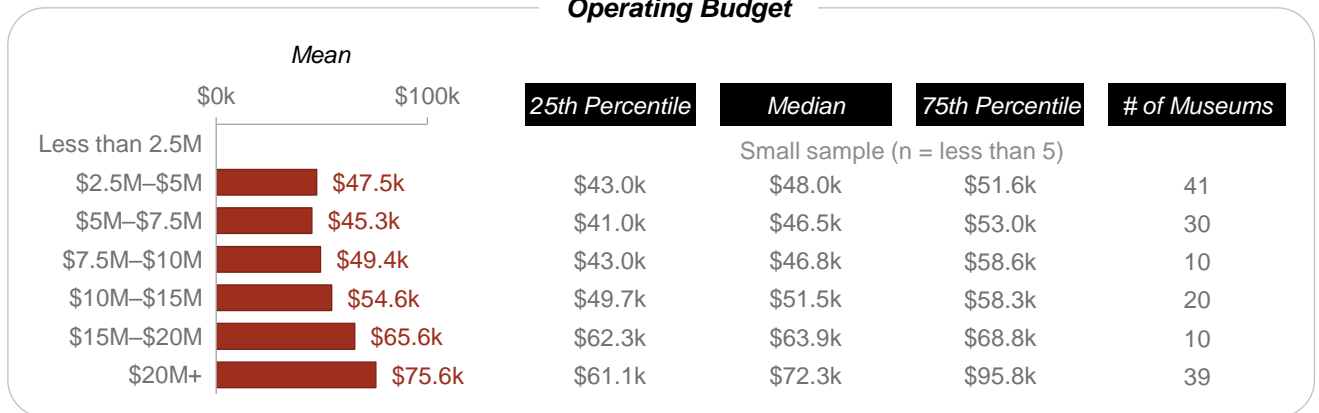 Operating Budget
Mean
$0k $100k 25th Percentile Median 75th Percentile # of Museums
Less than 2.5M Small sample (n = less than 5)
$2.5M–$5M $47.5k $43.0k $48.0k $51.6k 41
$5M–$7.5M $45.3k $41.0k $46.5k $53.0k 30
$7.5M–$10M $49.4k $43.0k $46.8k $58.6k 10
$10M–$15M $54.6k $49.7k $51.5k $58.3k 20
$15M–$20M $65.6k $62.3k $63.9k $68.8k 10
$20M+ $75.6k $61.1k $72.3k $95.8k 39